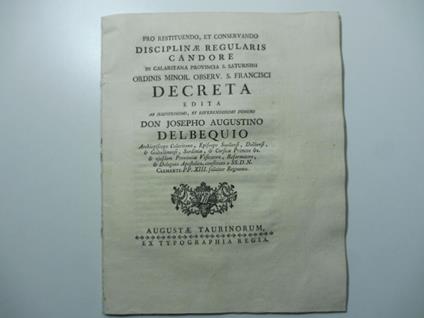 PRO RESTITUENDO, ET CONSERVANDO
DISCIPLINÆ REGULARIS
CANDORE
IN CALARITANA PROVINCIA S. SATURNINI
ORDINIS MINOR. OBSERV. S. FRANCISCI
DECRETA
EDITA
AB ILLUSTRISSIMO, ET REVERENDISSIMO DOMINO
DON JOSEPHO AUGUSTINO
DELBEQUIO
Archiepiscopo Calaritano, Episcopo Suellensi, Doliensi,
& Galtellinensi, Sardiniæ, & Corsicæ Primate &c.
& ejusdem Provinciæ Visitatore, Reformatore,
& Delegato Apostolico, constituto a SS. D. N.
CLEMENTE PP. XIII. feliciter Regnante.
AUGUSTÆ TAURINORUM,
EX TYPOGRAPHIA REGIA.